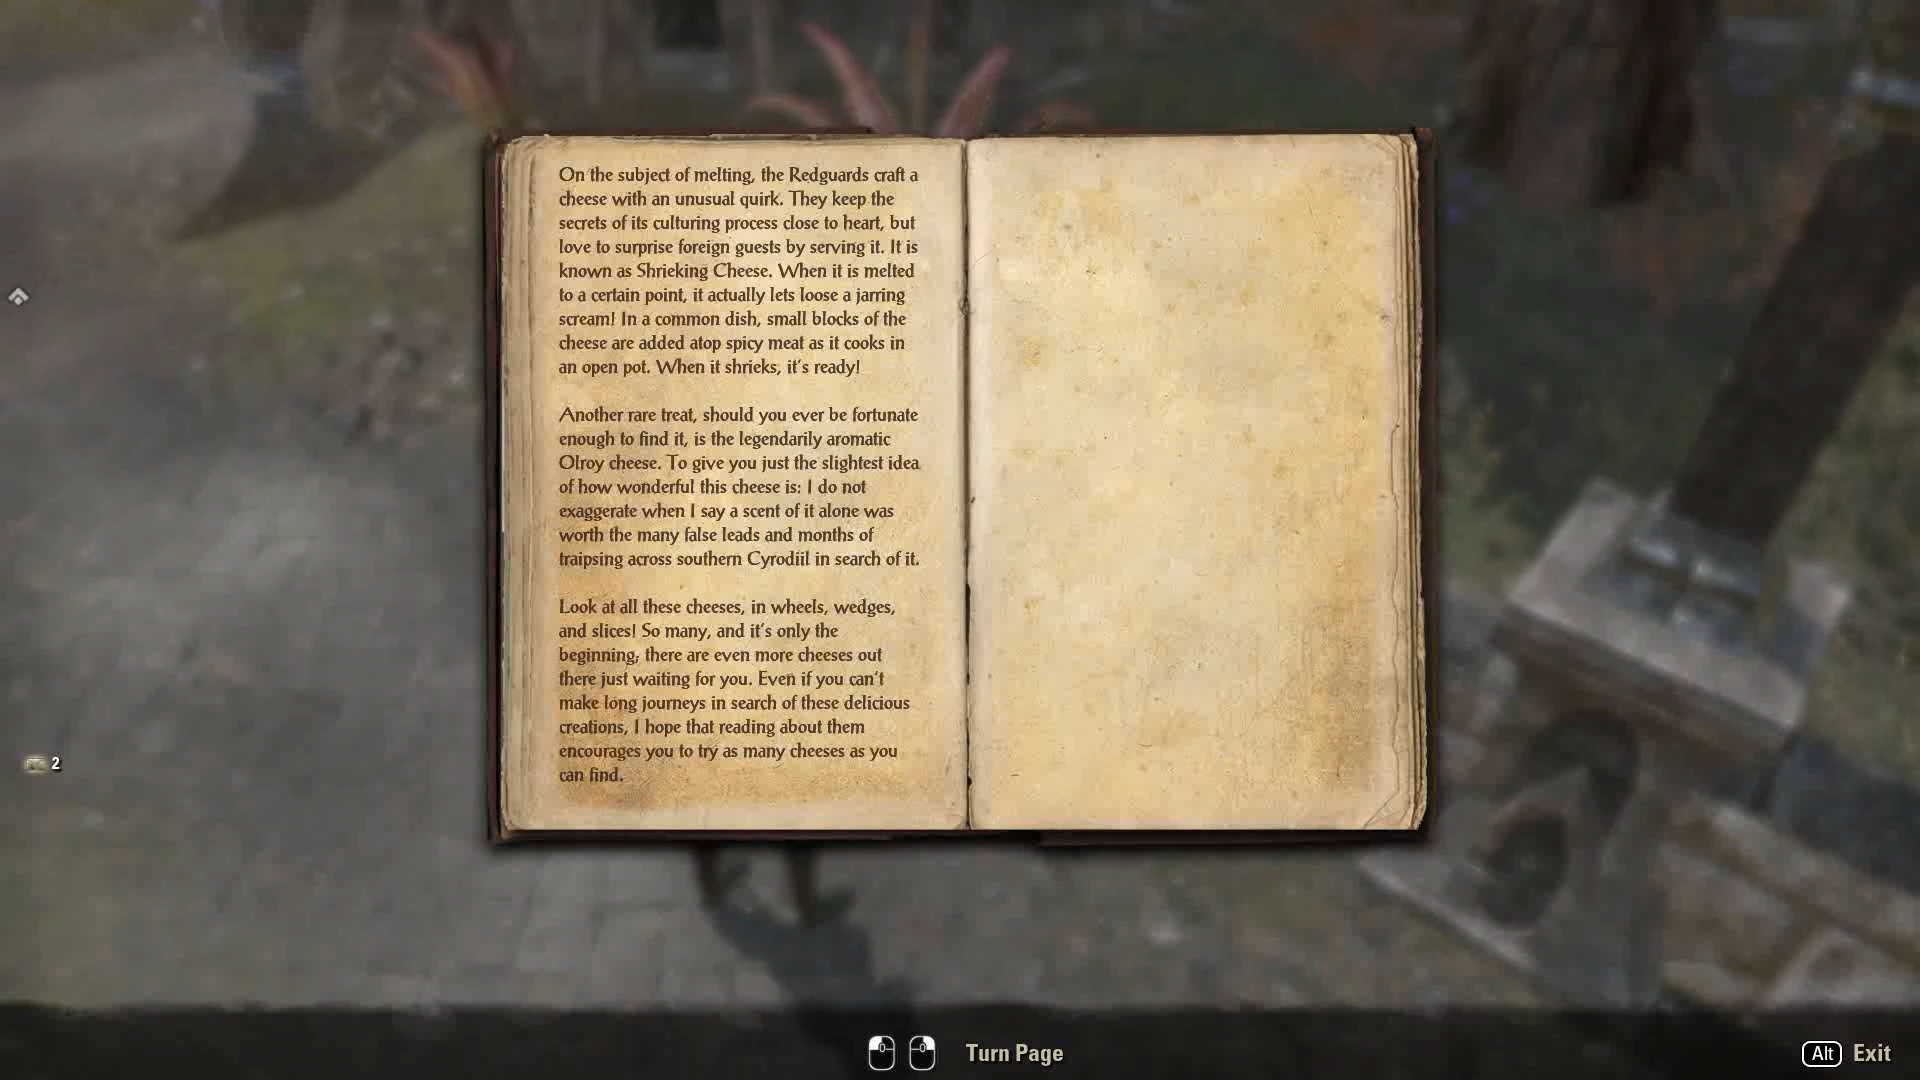 On the subject of melting, the Redguards craft a
cheese with an unusual quirk. They keep the
secrets of its culturing process close to heart, but
love to surprise foreign guests by serving it. It is
known as Shrieking Cheese. When it is melted
to a certain point, it actually lets loose a jarring
scream! In a common dish, small blocks of the
cheese are added atop spicy meat as it cooks in
an open pot. When it shrieks, it's ready!
Another rare treat, should you ever be fortunate
enough to find it, is the legendarily aromatic
Olroy cheese. To give you just the slightest idea
of how wonderful this cheese is: I do not
exaggerate when I say a scent of it alone was
worth the many false leads and months of
traipsing across southern Cyrodiil in search of it.
Look at all these cheeses, in wheels, wedges,
and slices! So many, and it's only the
beginning; there are even more cheeses out
there just waiting for you. Even if you can't
make long journeys in search of these delicious
creations, I hope that reading about them
encourages you to try as many cheeses as you
can find.
2
Turn Page
Alt Exit